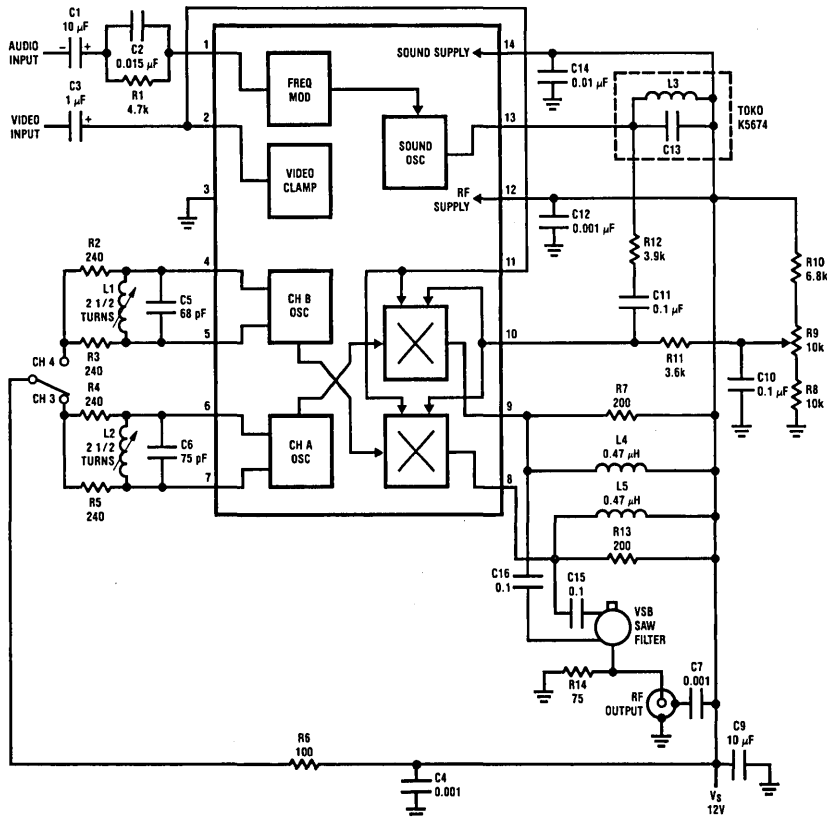 C1
10 µF
AUDIO
INPUT
−
+
C2
0.015 µF
R1
4.7k
C3
1 µF
VIDEO
INPUT
+
1
2
3
FREQ
MOD
VIDEO
CLAMP
SOUND
OSC
SOUND SUPPLY
14
C14
0.01 µF
L3
C13
TOKO
K5674
13
RF
SUPPLY
12
C12
0.001 µF
R12
3.9k
C11
0.1 µF
R10
6.8k
R2
240
4
L1
2 1/2
TURNS
C5
68 pF
5
R3
240
CH B
OSC
11
10
R11
3.6k
R9
10k
C10
0.1 µF
R8
10k
CH 4
CH 3
R4
240
6
L2
2 1/2
TURNS
C6
75 pF
7
R5
240
CH A
OSC
9
R7
200
L4
0.47 µH
8
L5
0.47 µH
R13
200
C16
0.1
C15
0.1
VSB
SAW
FILTER
R14
75
RF
OUTPUT
C7
0.001
R6
100
C4
0.001
C9
10 µF
VS
12V